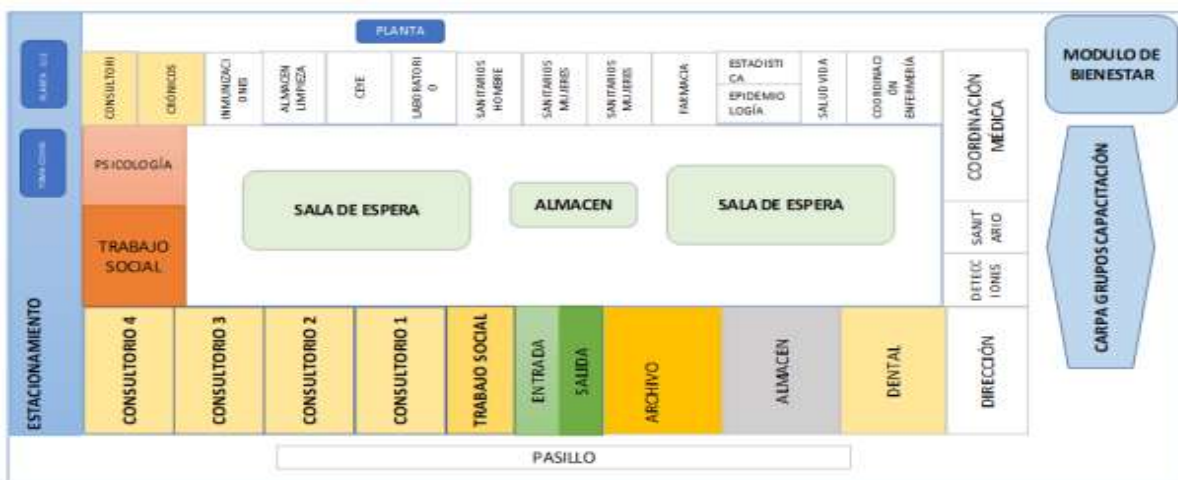 PLANTA
MODULO DE
BIENESTAR
CONSULTORI
CRÓNICOS
INMUNIZACI
ONES
ALMACEN
LIMPIEZA
CEYE
LABORATORI
O
SANITARIOS
HOMBRE
SANITARIOS
MUJERES
SANITARIOS
MUJERES
FARMACIA
ESTADISTI
CA
EPIDEMIO
LOGÍA
SALUD VIDA
COORDINACI
ÓN
ENFERMERÍA
COORDINACIÓN
MÉDICA
PSICOLOGÍA
SALA DE ESPERA
ALMACEN
SALA DE ESPERA
TRABAJO
SOCIAL
SANIT
ARIO
DETECC
IONES
CARPA GRUPOS CAPACITACIÓN
ESTACIONAMIENTO
CONSULTORIO 4
CONSULTORIO 3
CONSULTORIO 2
CONSULTORIO 1
TRABAJO SOCIAL
ENTRADA
SALIDA
ARCHIVO
ALMACEN
DENTAL
DIRECCIÓN
PASILLO